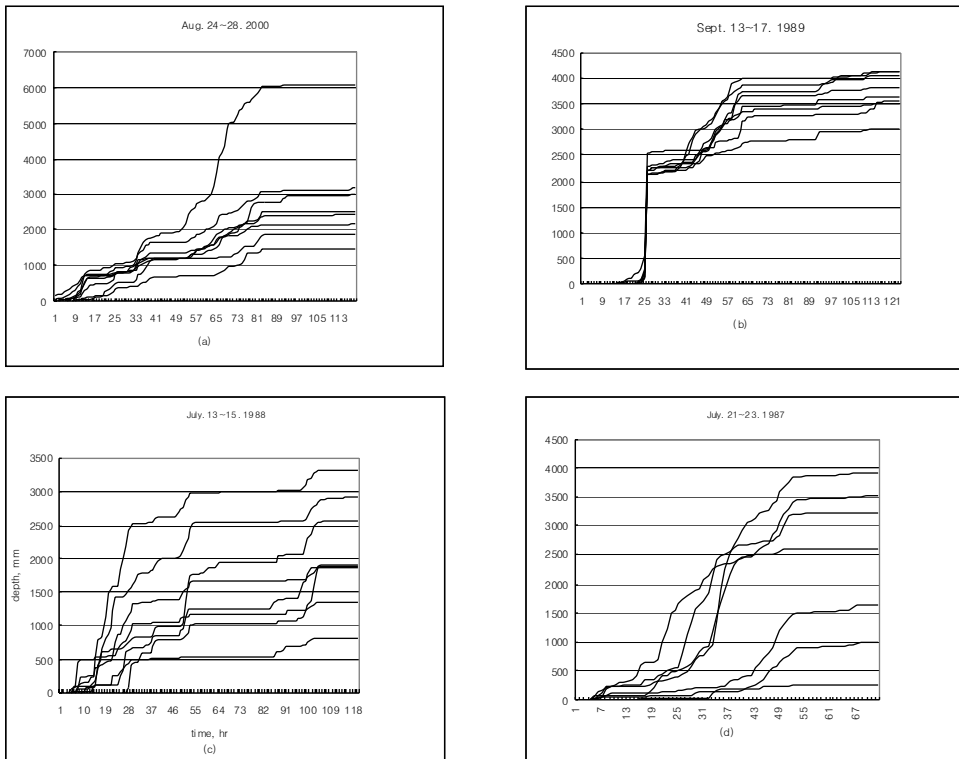 Aug. 24~28. 2000
7000
6000
5000
4000
3000
2000
1000
0
1 9 17 25 33 41 49 57 65 73 81 89 97 105 113
(a)
Sept. 13~17. 1989
4500
4000
3500
3000
2500
2000
1500
1000
500
0
1 9 17 25 33 41 49 57 65 73 81 89 97 105 113 121
(b)
July. 13~15. 1988
depth, mm
3500
3000
2500
2000
1500
1000
500
0
1 10 19 28 37 46 55 64 73 82 91 100 109 118
time, hr
(c)
July. 21~23. 1987
4500
4000
3500
3000
2500
2000
1500
1000
500
0
1 7 13 19 25 31 37 43 49 55 61 67
(d)